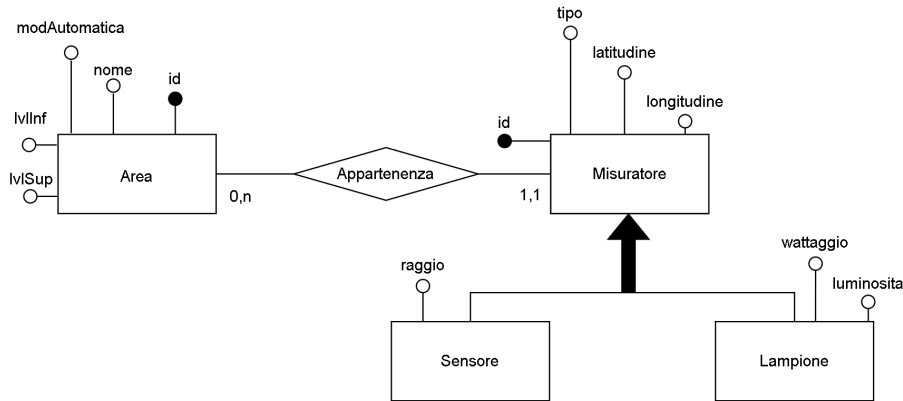 tipo
modAutomatica
latitudine
nome
id
longitudine
lvlInf
id
lvlSup
Area
Appartenenza
Misuratore
0,n
1,1
wattaggio
raggio
luminosita
Sensore
Lampione